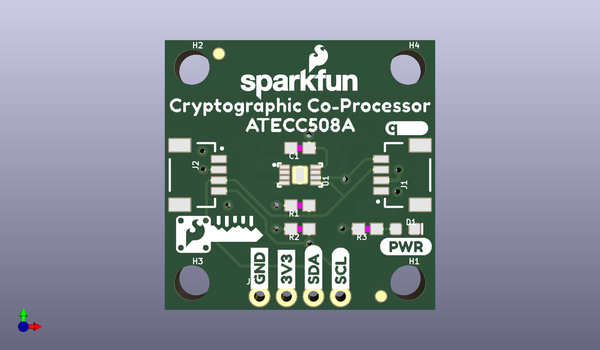 H2
H4
sparkfun
Cryptographic Co-Processor
ATECC508A
C1
J2
U1
J1
R1
R2
R3
D1
PWR
H3
H1
GND
3V3
SDA
SCL